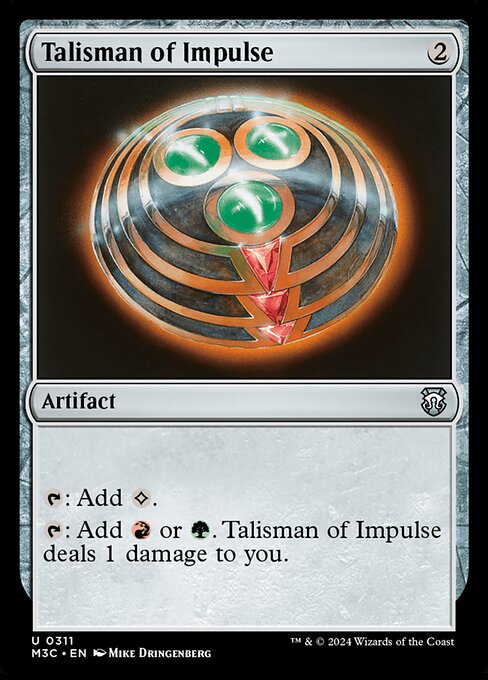 Talisman of Impulse 2
Artifact
: Add .
: Add or . Talisman of Impulse
deals 1 damage to you.
U 0311
M3C • EN Mike Dringenberg
™ & © 2024 Wizards of the Coast